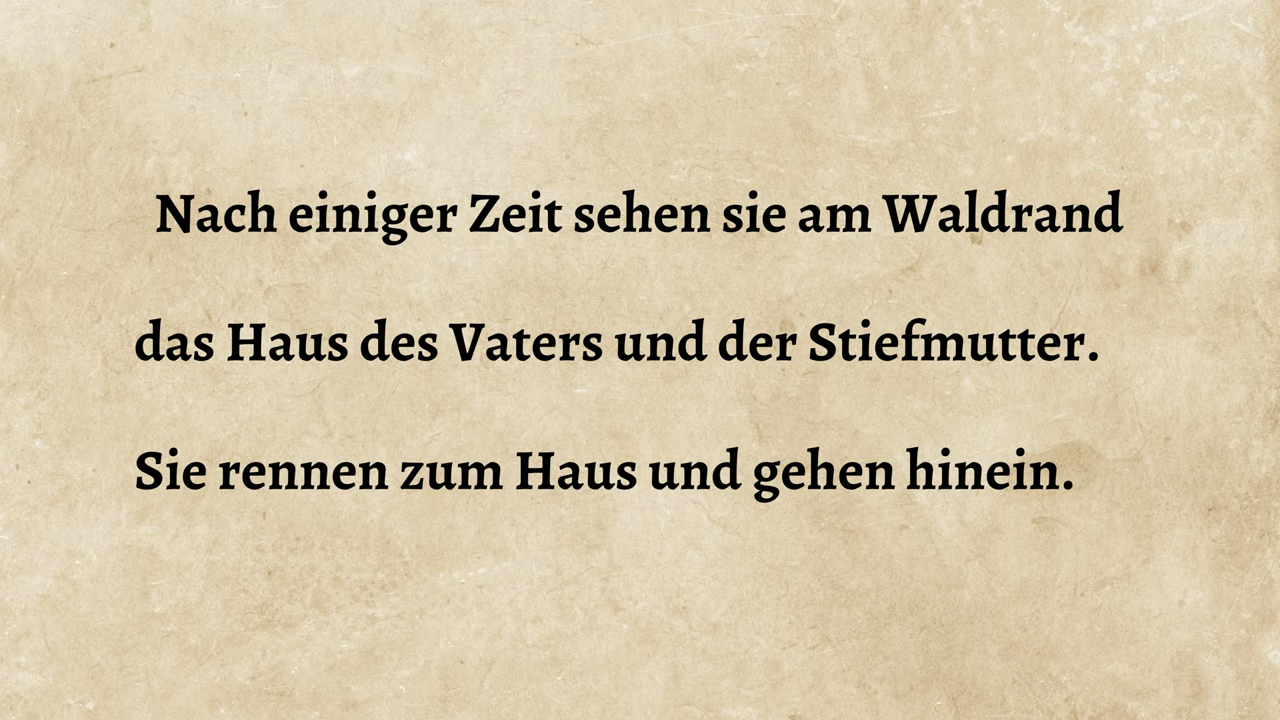 Nach einiger Zeit sehen sie am Waldrand
das Haus des Vaters und der Stiefmutter.
Sie rennen zum Haus und gehen hinein.